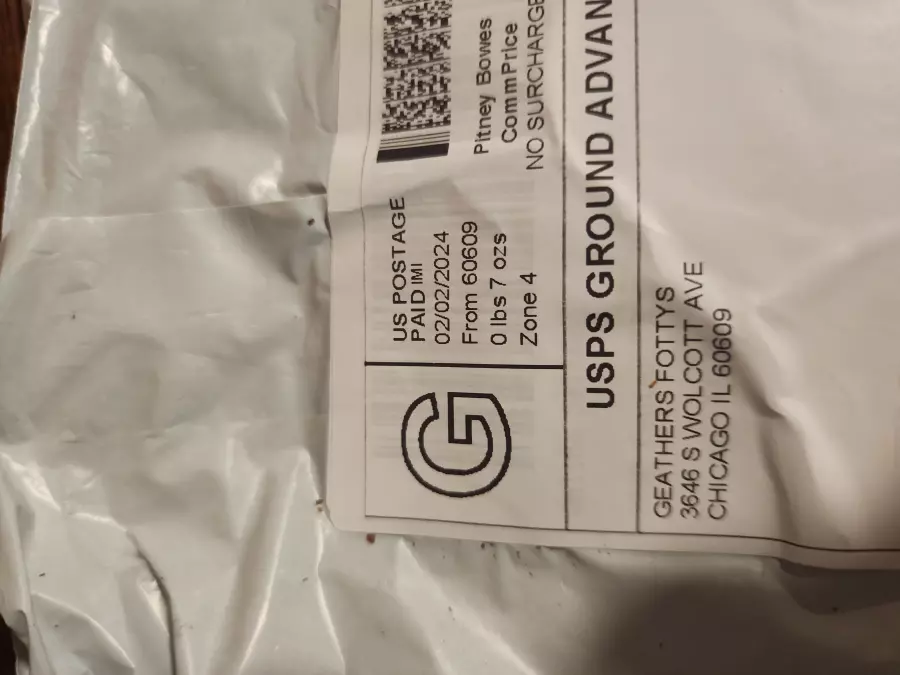 G
US POSTAGE
PAID IMI
02/02/2024
From 60609
0 lbs 7 ozs
Zone 4
Pitney Bowes
CommPrice
NO SURCHARGE
USPS GROUND ADVAN
GEATHERS FOTTYS
3646 S WOLCOTT AVE
CHICAGO IL 60609